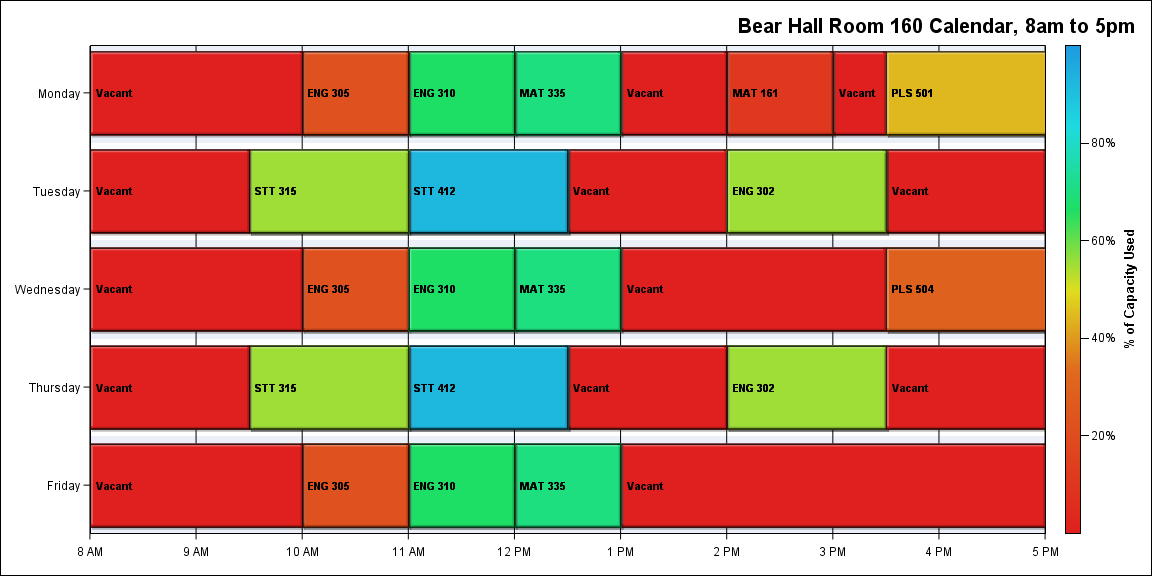 Bear Hall Room 160 Calendar, 8am to 5pm
Monday
Vacant
ENG 305
ENG 310
MAT 335
Vacant
MAT 161
Vacant
PLS 501
Tuesday
Vacant
STT 315
STT 412
Vacant
ENG 302
Vacant
Wednesday
Vacant
ENG 305
ENG 310
MAT 335
Vacant
PLS 504
Thursday
Vacant
STT 315
STT 412
Vacant
ENG 302
Vacant
Friday
Vacant
ENG 305
ENG 310
MAT 335
Vacant
8 AM
9 AM
10 AM
11 AM
12 PM
1 PM
2 PM
3 PM
4 PM
5 PM
80%
60%
40%
20%
% of Capacity Used